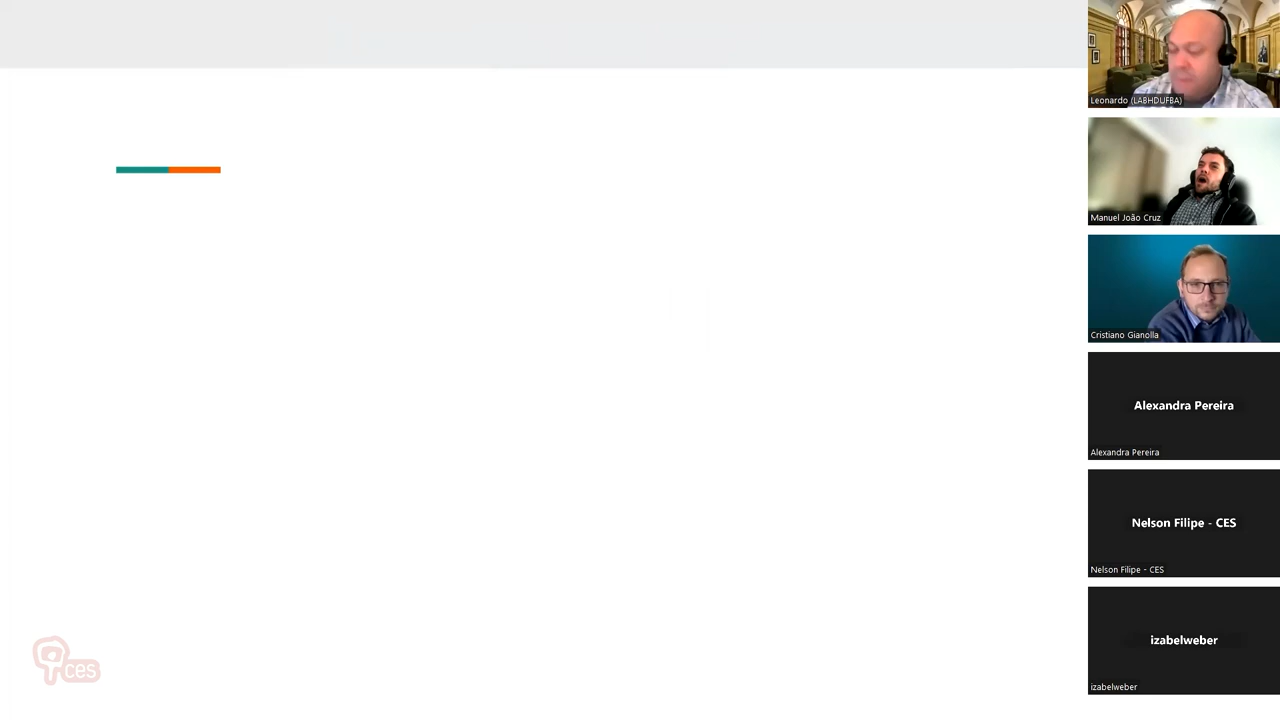 Leonardo (LABHDUFBA)
Manuel João Cruz
Cristiano Gianolla
Alexandra Pereira
Alexandra Pereira
Nelson Filipe - CES
Nelson Filipe - CES
izabelweber
izabelweber
ces